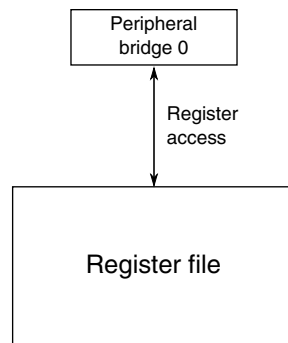 Peripheral
bridge 0
Register
access
Register file